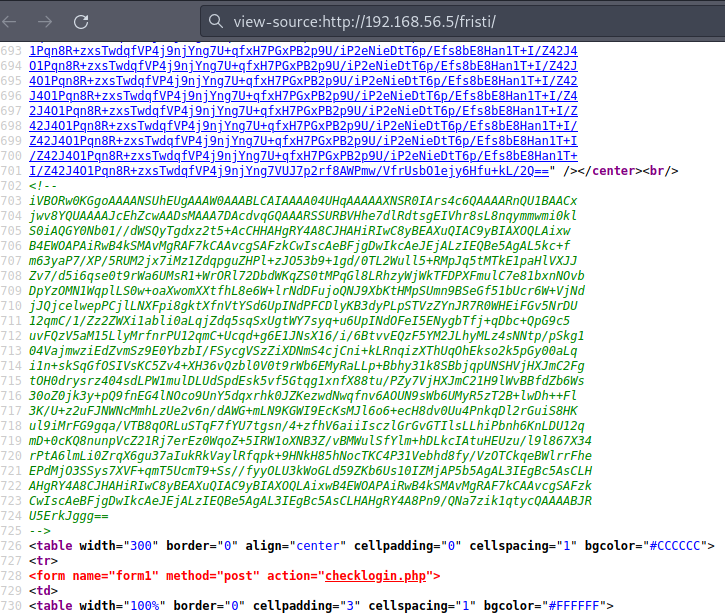 view-source:http://192.168.56.5/fristi/
693 1Pqn8R+zxsTwdqfVP4j9njYng7U+qfxH7PGxPB2p9U/iP2eNieDtT6p/Efs8bE8Han1T+I/Z42J4
694 O1Pqn8R+zxsTwdqfVP4j9njYng7U+qfxH7PGxPB2p9U/iP2eNieDtT6p/Efs8bE8Han1T+I/Z42J
695 4O1Pqn8R+zxsTwdqfVP4j9njYng7U+qfxH7PGxPB2p9U/iP2eNieDtT6p/Efs8bE8Han1T+I/Z42
696 J4O1Pqn8R+zxsTwdqfVP4j9njYng7U+qfxH7PGxPB2p9U/iP2eNieDtT6p/Efs8bE8Han1T+I/Z4
697 2J4O1Pqn8R+zxsTwdqfVP4j9njYng7U+qfxH7PGxPB2p9U/iP2eNieDtT6p/Efs8bE8Han1T+I/Z
698 42J4O1Pqn8R+zxsTwdqfVP4j9njYng7U+qfxH7PGxPB2p9U/iP2eNieDtT6p/Efs8bE8Han1T+I/
699 Z42J4O1Pqn8R+zxsTwdqfVP4j9njYng7U+qfxH7PGxPB2p9U/iP2eNieDtT6p/Efs8bE8Han1T+I
700 /Z42J4O1Pqn8R+zxsTwdqfVP4j9njYng7U+qfxH7PGxPB2p9U/iP2eNieDtT6p/Efs8bE8Han1T+
701 I/Z42J4O1Pqn8R+zxsTwdqfVP4j9njYng7VUJ7p2rf8AWPmw/VfrUsbO1ejy6Hfu+kL/2Q==" /></center><br/>
702 <!--
703 iVBORw0KGgoAAAANSUhEUgAAAW0AAABLCAIAAAA04UHqAAAAAXNSR0IArs4c6QAAAARnQU1BAACx
704 jwv8YQUAAAAJcEhZcwAADsMAAA7DAcdvqGQAAARSSURBVHhe7dlRdtsgEIVhr8sL8nqymmwmi0kl
705 S0iAQGY0Nb01//dWSQyTgdxz2t5+AcCHHAHgRY4A8CJHAHiRIwC8yBEAXuQIAC9yBIAXOQLAixw
706 B4EWOAPAiRwB4kSMAvMgRAF7kCAAvcgSAFzkCwIscAeBFjgDwIkcAeJEjALzIEQBe5AgAL5kc+f
707 m63yaP7/XP/5RUM2jx7iMz1ZdqpguZHPl+zJO53b9+1gd/0TL2Wull5+RMpJq5tMTkE1paHlVXJJ
708 Zv7/d5i6qse0t9rWa6UMsR1+WrORl72DbdWKqZS0tMPqGl8LRhzyWjWkTFDPXFmulC7e81bxnNOvb
709 DpYzOMN1WqplLS0w+oaXwomXXtfhL8e6W+lrNdDFujoQNJ9XbKtHMpSUmn9BSeGf51bUcr6W+VjNd
710 jJQjcelwepPCjlLNXFpi8gktXfnVtYSd6UpINdPFCDlyKB3dyPLpSTVzZYnJR7R0WHEiFGv5NrDU
711 12qmC/1/Zz2ZWXi1abli0aLqjZdq5sqSxUgtWY7syq+u6UpINdOFeI5ENygbTfj+qDbc+QpG9c5
712 uvFQzV5aM15LlyMrfnrPU12qmC+Ucqd+g6E1JNsX16/i/6BtvvEQzF5YM2JLhyMLz4sNNtp/pSkg1
713 04VajmwziEdZvmSz9E0YbzbI/FSycgVSzZiXDNmS4cjCni+kLRnqizXThUqOhEkso2k5pGy00aLq
714 i1n+skSqGfOSIVsKC5Zv4+XH36vQzbl0V0t9rWb6EMyRaLLp+Bbhy31k8SBbjqpUNSHVjHXJmC2Fg
715 tOH0drysrz404sdLPW1mulDLUdSpdEsk5vf5Gtqg1xnfX88tu/PZy7VjHXJmC21H9lWvBBfdZb6Ws
716 30oZ0jk3y+pQ9fnEG4lNOco9UnY5dqxrhk0JZKezwdNwqfnv6AOUN9sWb6UMyR5zT2B+lwDh++Fl
717 3K/U+z2uFJNWNcMmhLzUe2v6n/dAWG+mLN9KGWI9EcKsMJl6o6+ecH8dv0Uu4PnkqDl2rGuiS8HK
718 ul9iMrFG9gqa/VTB8qORLuSTqF7fYU7tgsn/4+zfhV6aiiIsczlGrGvGTIlsLLhiPbnh6KnLDU12q
719 mD+0cKQ8nunpVcZ21Rj7erEz0WqoZ+5IRW1oXNB3Z/vBMWulSfYlm+hDLkcIAtuHEUzu/l9l867X34
720 rPtA6lmLi0ZrqX6gu37aIukRkVaylRfqpk+9HNkH85hNocTKC4P31Vebhd8fy/VzOTCkqeBWlrrFhe
721 EPdMjO3SSys7XVF+qmT5UcmT9+Ss//fyyOLU3kWoGLd59ZKb6Us10IZMjAP5b5AgAL3IEgBc5AsCLH
722 AHgRY4A8CJHAHiRIwC8yBEAXuQIAC9yBIAXOQLAixwB4EWOAPAiRwB4kSMAvMgRAF7kCAAvcgSAFzk
723 CwIscAeBFjgDwIkcAeJEjALzIEQBe5AgAL3IEgBc5AsCLHAHgRY4A8Pn9/QNa7zik1qtycQAAAABJR
724 U5ErkJggg==
725 -->
726 <table width="300" border="0" align="center" cellpadding="0" cellspacing="1" bgcolor="#CCCCCC">
727 <tr>
728 <form name="form1" method="post" action="checklogin.php">
729 <td>
730 <table width="100%" border="0" cellpadding="3" cellspacing="1" bgcolor="#FFFFFF">